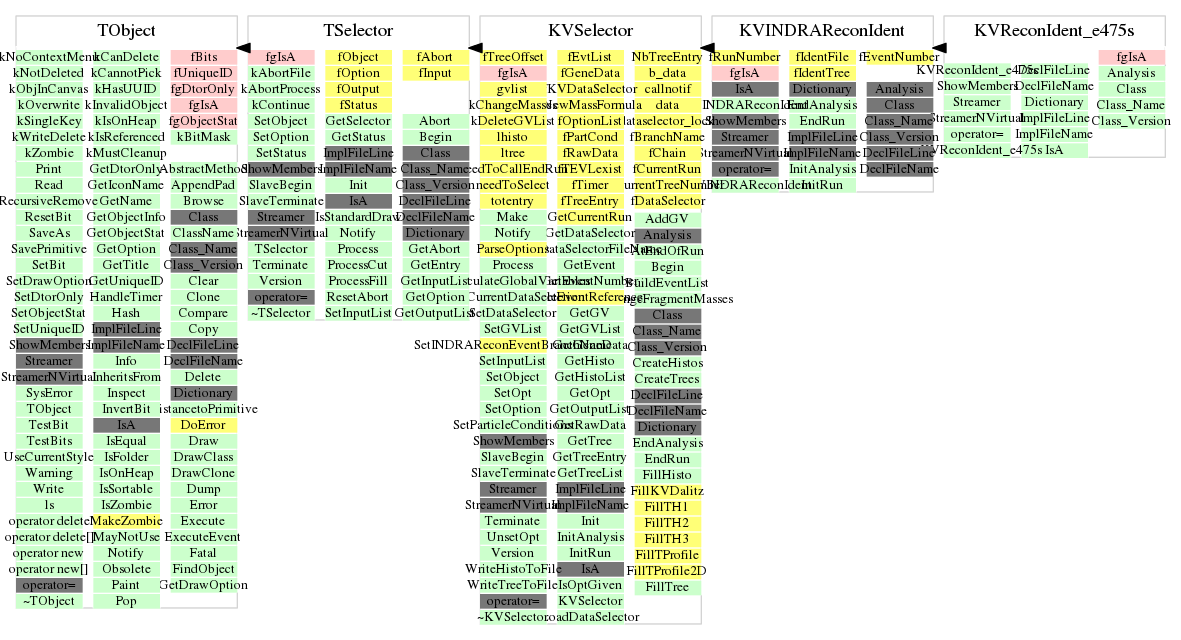 TObject
TSelector
KVSelector
KVINDRAReconIdent
KVReconIdent_e475s
kNoContextMenu
kNotDeleted
kObjInCanvas
kOverwrite
kSingleKey
kWriteDelete
kZombie
Print
Read
RecursiveRemove
ResetBit
SaveAs
SavePrimitive
SetBit
SetDrawOption
SetDtorOnly
SetObjectStat
SetUniqueID
ShowMembers
Streamer
StreamerNVirtual
SysError
TObject
TestBit
TestBits
UseCurrentStyle
Warning
Write
ls
operator delete
operator delete[]
operator new
operator new[]
operator=
~TObject
kCanDelete
kCannotPick
kHasUUID
kInvalidObject
kIsOnHeap
kIsReferenced
kMustCleanup
GetDtorOnly
GetIconName
GetName
GetObjectInfo
GetObjectStat
GetOption
GetTitle
GetUniqueID
HandleTimer
Hash
ImplFileLine
ImplFileName
Info
InheritsFrom
Inspect
InvertBit
IsA
IsEqual
IsFolder
IsOnHeap
IsSortable
IsZombie
MakeZombie
MayNotUse
Notify
Obsolete
Paint
Pop
fBits
fUniqueID
fgDtorOnly
fgIsA
fgObjectStat
kBitMask
AbstractMethod
AppendPad
Browse
Class
ClassName
Class_Name
Class_Version
Clear
Clone
Compare
Copy
DeclFileLine
DeclFileName
Delete
Dictionary
istancetoPrimitive
DoError
Draw
DrawClass
DrawClone
Dump
Error
Execute
ExecuteEvent
Fatal
FindObject
GetDrawOption
fgIsA
kAbortFile
kAbortProcess
kContinue
SetObject
SetOption
SetStatus
ShowMembers
SlaveBegin
SlaveTerminate
Streamer
StreamerNVirtual
TSelector
Terminate
Version
operator=
~TSelector
fObject
fOption
fOutput
fStatus
GetSelector
GetStatus
ImplFileLine
ImplFileName
Init
IsA
IsStandardDraw
Notify
Process
ProcessCut
ProcessFill
ResetAbort
SetInputList
fAbort
fInput
Abort
Begin
Class
Class_Name
Class_Version
DeclFileLine
DeclFileName
Dictionary
GetAbort
GetEntry
GetInputList
GetOption
GetOutputList
fTreeOffset
fgIsA
gvlist
kChangeMasses
kDeleteGVList
lhisto
ltree
needToSelect
totentry
Make
Notify
ParseOptions
Process
SetDataSelector
SetGVList
SetINDRAReconEventBranchName
SetInputList
SetObject
SetOpt
SetOption
SetParticleConditions
ShowMembers
SlaveBegin
SlaveTerminate
Streamer
StreamerNVirtual
Terminate
UnsetOpt
Version
WriteHistoToFile
WriteTreeToFile
operator=
~KVSelector
fEvtList
fGeneData
KVDataSelector
fOptionList
fPartCond
fRawData
fTEVLexist
fTimer
fTreeEntry
GetCurrentRun
GetDataSelector
GetEvent
GetGV
GetGVList
GetGeneData
GetHisto
GetHistoList
GetOpt
GetOutputList
GetRawData
GetTree
GetTreeEntry
GetTreeList
ImplFileLine
ImplFileName
Init
InitAnalysis
InitRun
IsA
IsOptGiven
KVSelector
oadDataSelector
NbTreeEntry
b_data
callnotif
data
dataselector_lock
fBranchName
fChain
fCurrentRun
fDataSelector
AddGV
Analysis
AtEndOfRun
Begin
BuildEventList
Class
Class_Name
Class_Version
CreateHistos
CreateTrees
DeclFileLine
DeclFileName
Dictionary
EndAnalysis
EndRun
FillHisto
FillKVDalitz
FillTH1
FillTH2
FillTH3
FillTProfile
FillTProfile2D
FillTree
fRunNumber
fgIsA
IsA
ShowMembers
Streamer
StreamerNVirtual
operator=
fIdentFile
fIdentTree
Dictionary
EndAnalysis
EndRun
ImplFileLine
ImplFileName
InitAnalysis
InitRun
fEventNumber
Analysis
Class
Class_Name
Class_Version
DeclFileLine
DeclFileName
KVReconIdent_e475s
ShowMembers
Streamer
StreamerNVirtual
operator=
~KVReconIdent_e475s
DeclFileLine
DeclFileName
Dictionary
ImplFileLine
ImplFileName
IsA
fgIsA
Analysis
Class
Class_Name
Class_Version